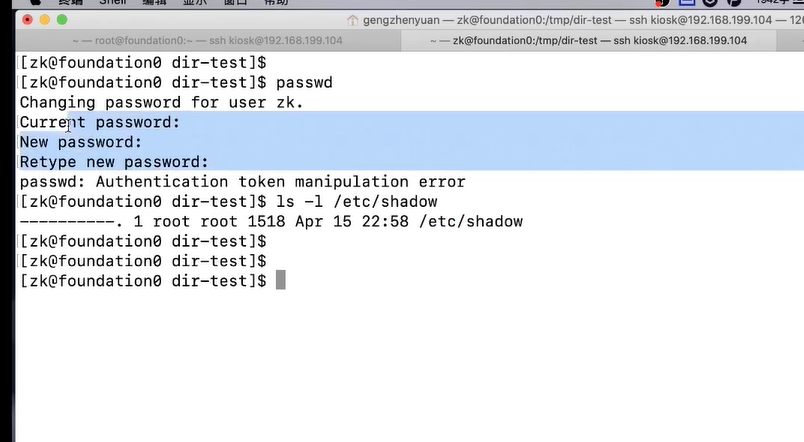 终端 Shell 编辑 显示 窗口 帮助
gengzhenyuan — zk@foundation0:/tmp/dir-test — ssh kiosk@192.168.199.104 — 120
~ — root@foundation0:~ — ssh kiosk@192.168.199.104
~ — zk@foundation0:/tmp/dir-test — ssh kiosk@192.168.199.104
[zk@foundation0 dir-test]$
[zk@foundation0 dir-test]$ passwd
Changing password for user zk.
Current password:
New password:
Retype new password:
passwd: Authentication token manipulation error
[zk@foundation0 dir-test]$ ls -l /etc/shadow
----------. 1 root root 1518 Apr 15 22:58 /etc/shadow
[zk@foundation0 dir-test]$
[zk@foundation0 dir-test]$
[zk@foundation0 dir-test]$